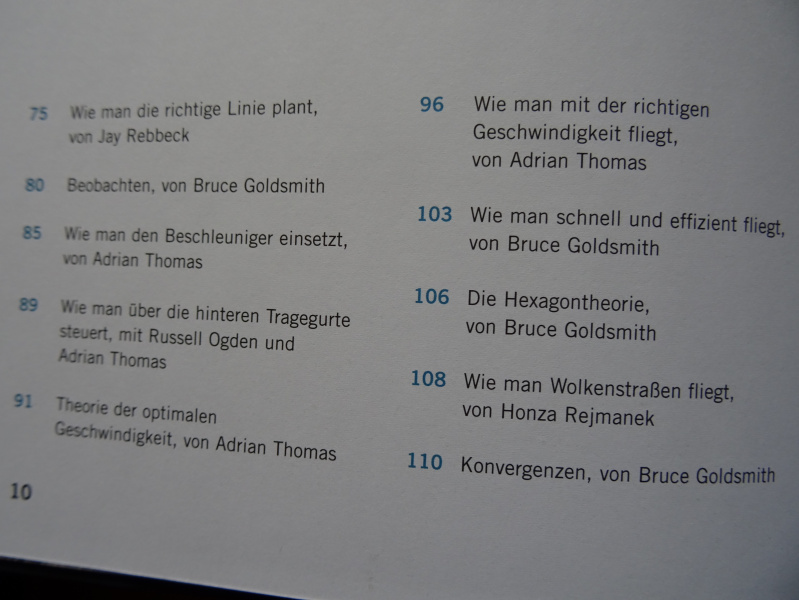 75 Wie man die richtige Linie plant,
von Jay Rebbeck
80 Beobachten, von Bruce Goldsmith
85 Wie man den Beschleuniger einsetzt,
von Adrian Thomas
89 Wie man über die hinteren Tragegurte
steuert, mit Russell Ogden und
Adrian Thomas
91 Theorie der optimalen
Geschwindigkeit, von Adrian Thomas
10
96 Wie man mit der richtigen
Geschwindigkeit fliegt,
von Adrian Thomas
103 Wie man schnell und effizient fliegt,
von Bruce Goldsmith
106 Die Hexagontheorie,
von Bruce Goldsmith
108 Wie man Wolkenstraßen fliegt,
von Honza Rejmanek
110 Konvergenzen, von Bruce Goldsmith